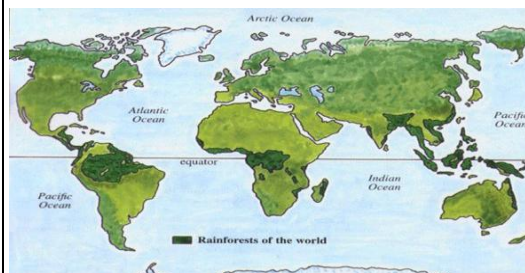 Arctic Ocean
Atlantic
Ocean
Pacific
Ocean
equator
Indian
Ocean
Pacific
Ocean
Rainforests of the world